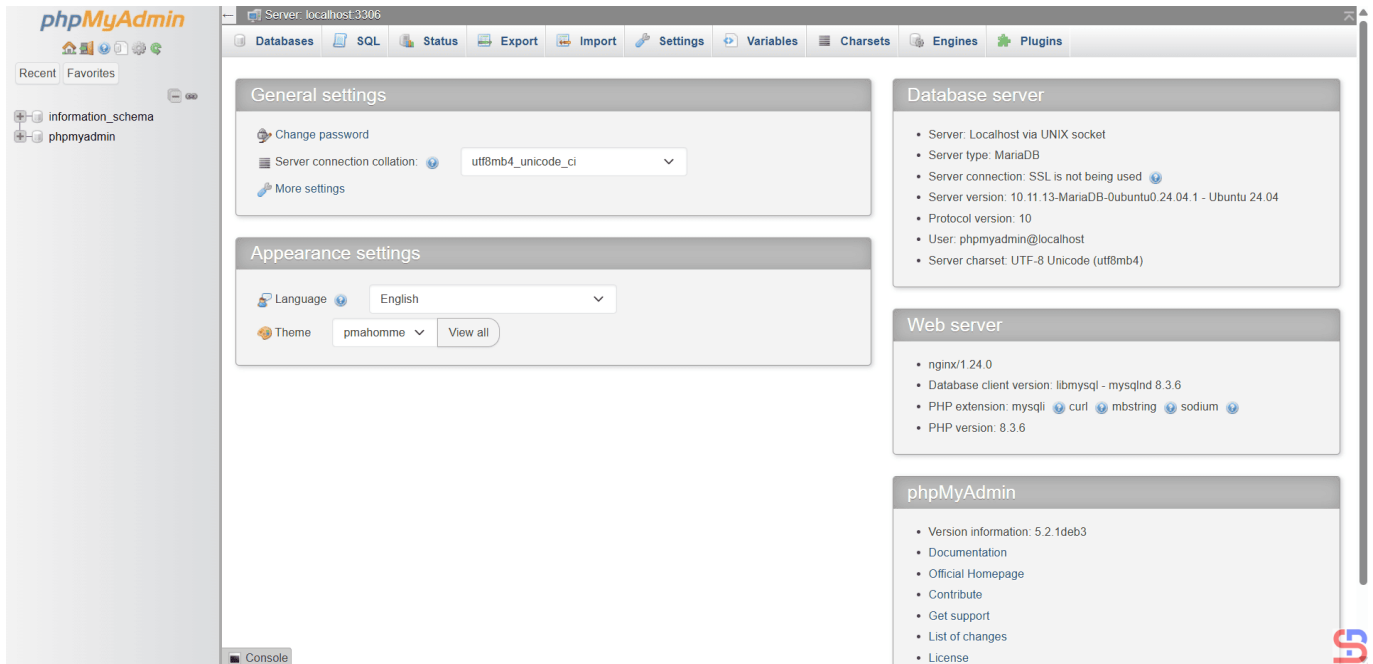 phpMyAdmin
Recent Favorites
information_schema
phpmyadmin
Server: localhost:3306
Databases SQL Status Export Import Settings Variables Charsets Engines Plugins
General settings
Change password
Server connection collation: utf8mb4_unicode_ci
More settings
Appearance settings
Language English
Theme pmahomme View all
Database server
Server: Localhost via UNIX socket
Server type: MariaDB
Server connection: SSL is not being used
Server version: 10.11.13-MariaDB-0ubuntu0.24.04.1 - Ubuntu 24.04
Protocol version: 10
User: phpmyadmin@localhost
Server charset: UTF-8 Unicode (utf8mb4)
Web server
nginx/1.24.0
Database client version: libmysql - mysqlnd 8.3.6
PHP extension: mysqli curl mbstring sodium
PHP version: 8.3.6
phpMyAdmin
Version information: 5.2.1deb3
Documentation
Official Homepage
Contribute
Get support
List of changes
License
Console